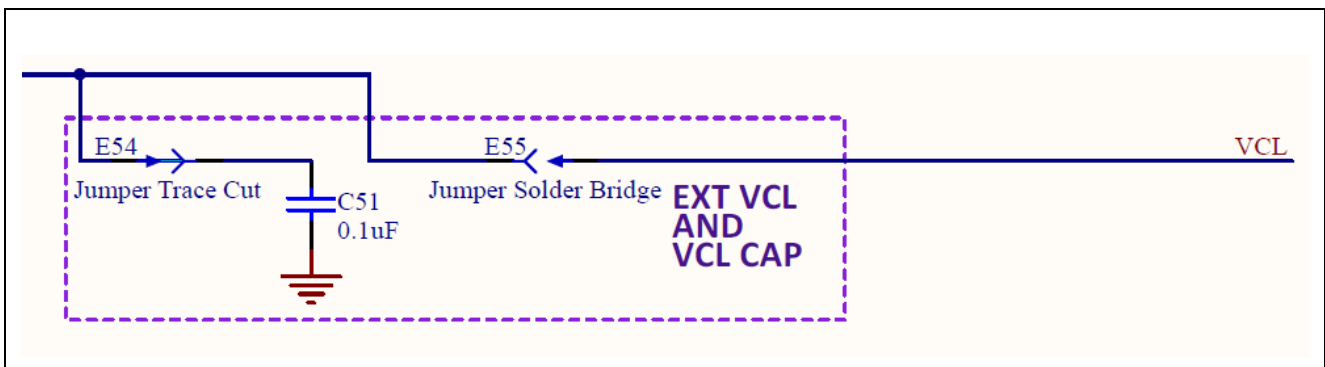 E54
Jumper Trace Cut
C51
0.1uF
E55
Jumper Solder Bridge
EXT VCL
AND
VCL CAP
VCL